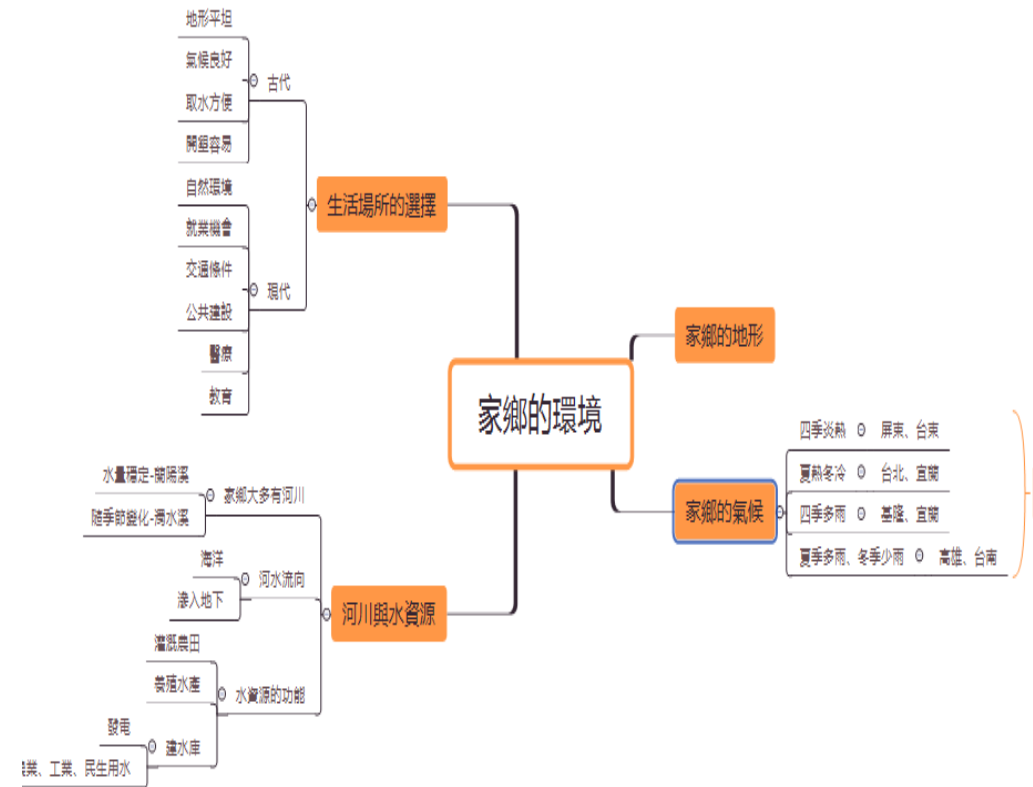 家鄉的環境
生活場所的選擇
古代
地形平坦
氣候良好
取水方便
開墾容易
現代
自然環境
就業機會
交通條件
公共建設
醫療
教育
家鄉的地形
家鄉的氣候
四季炎熱 屏東、台東
夏熱冬冷 台北、宜蘭
四季多雨 基隆、宜蘭
夏季多雨、冬季少雨 高雄、台南
河川與水資源
家鄉大多有河川
水量穩定-蘭陽溪
隨季節變化-濁水溪
河水流向
海洋
滲入地下
水資源的功能
灌溉農田
養殖水產
建水庫
發電
業、工業、民生用水